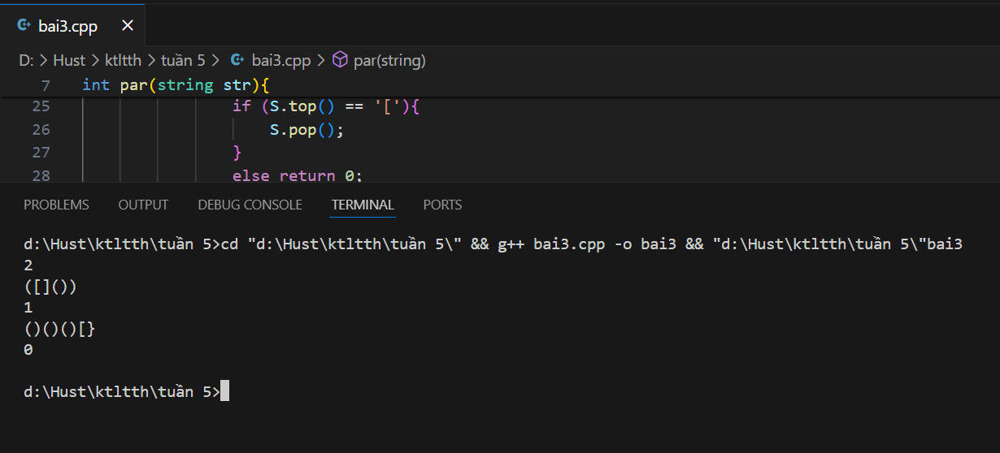 bai3.cpp
D: > Hust > ktltth > tuần 5 > bai3.cpp > par(string)
7 int par(string str){
25 if (S.top() == '['){
26 S.pop();
27 }
28 else return 0;
PROBLEMS OUTPUT DEBUG CONSOLE TERMINAL PORTS
d:\Hust\ktltth\tuần 5>cd "d:\Hust\ktltth\tuần 5\" && g++ bai3.cpp -o bai3 && "d:\Hust\ktltth\tuần 5\"bai3
2
([]())
1
()()()[}
0
d:\Hust\ktltth\tuần 5>